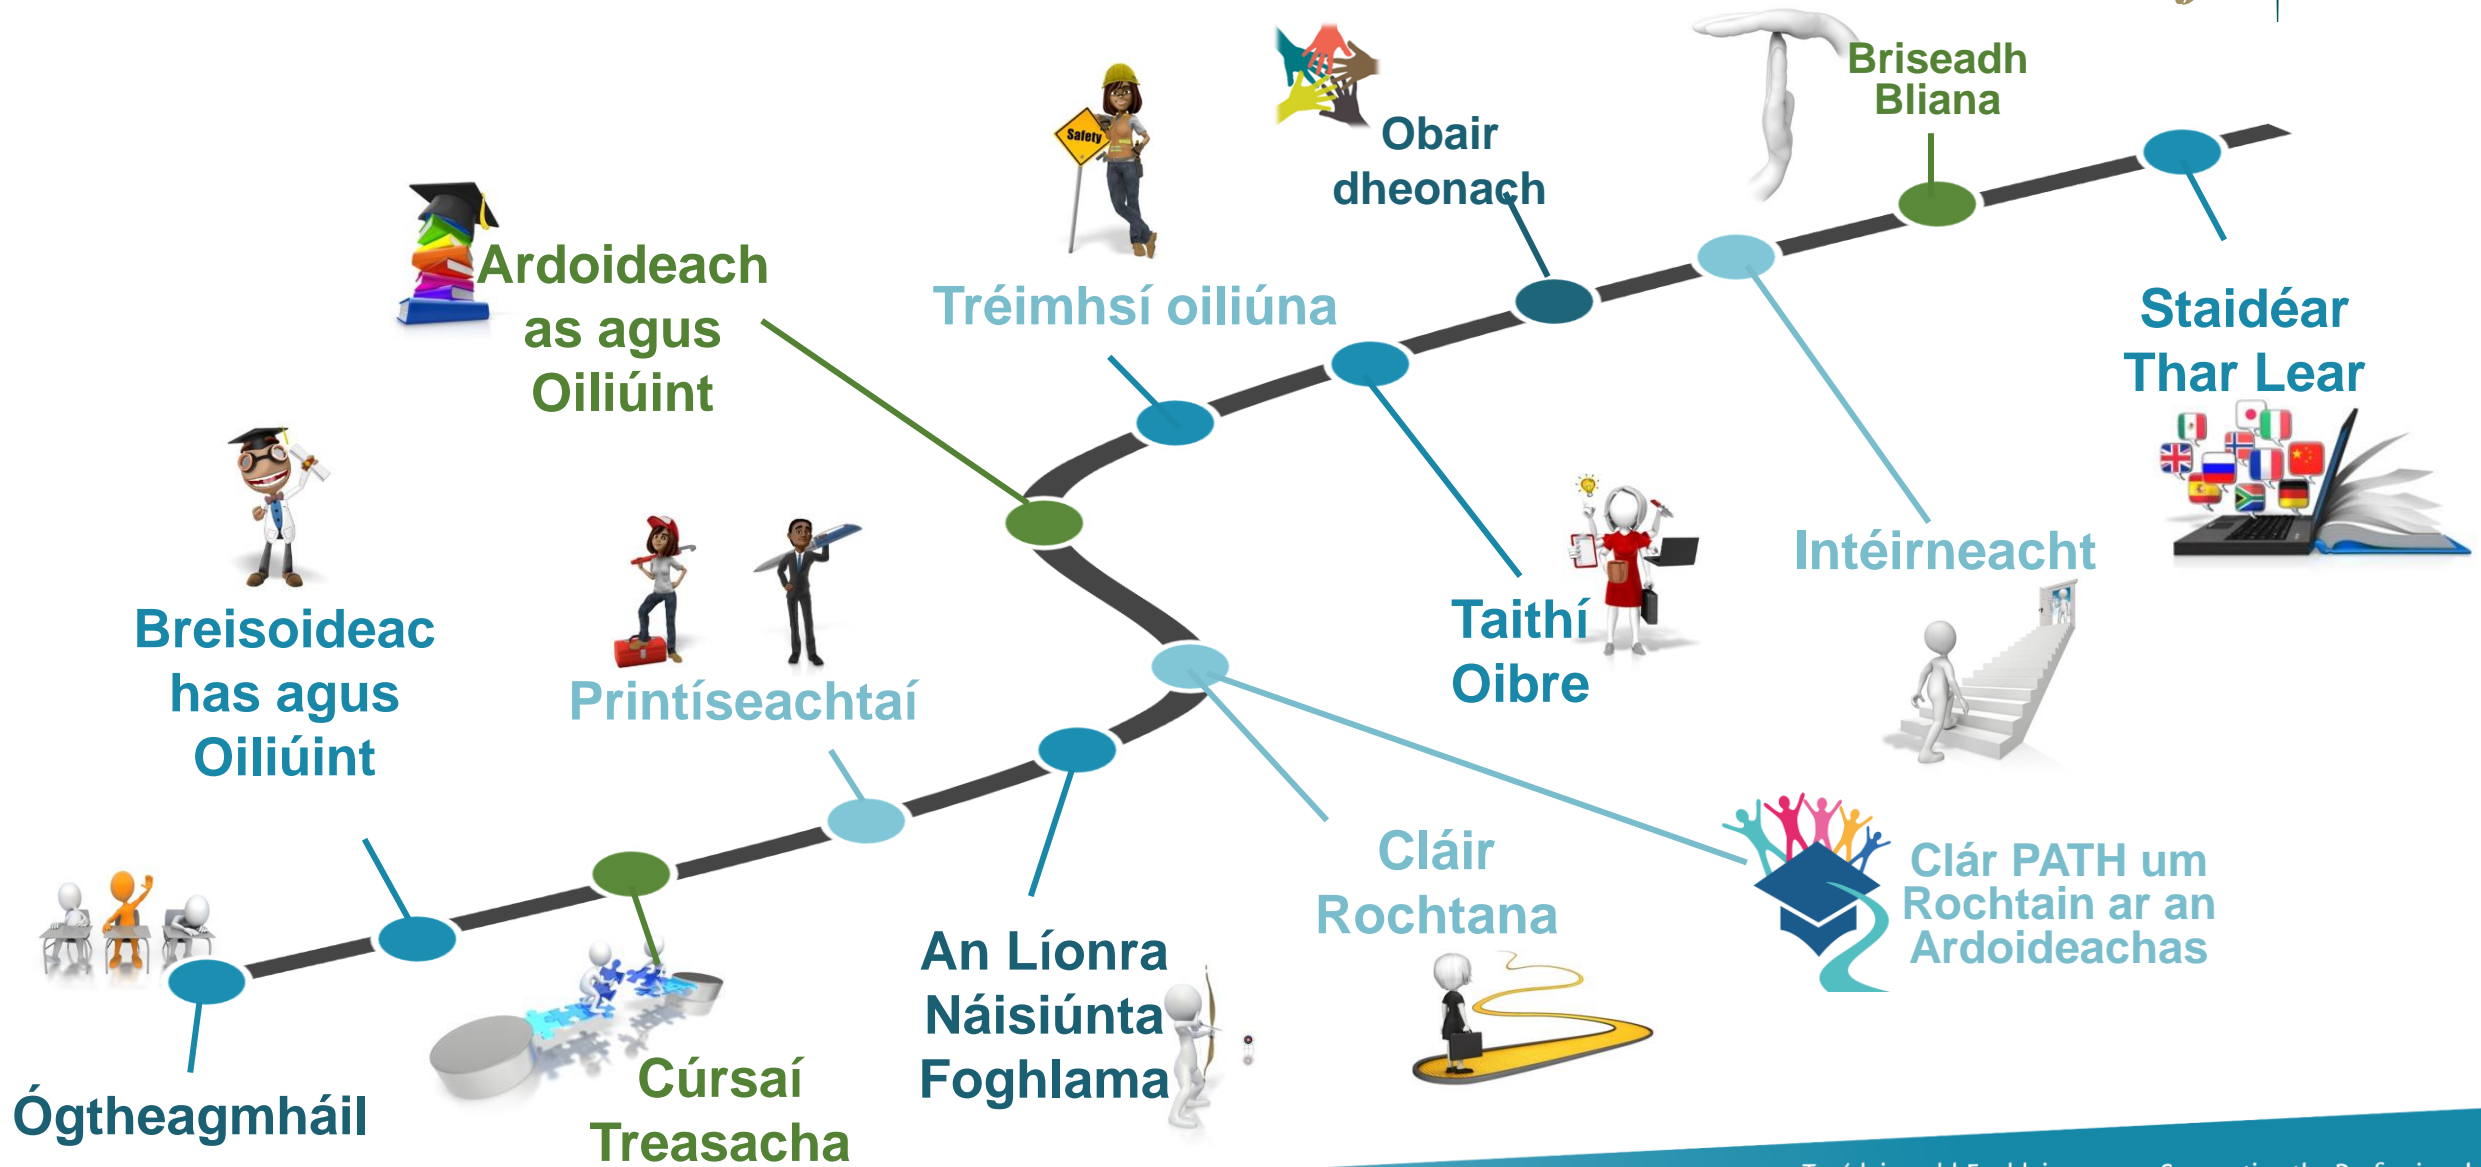 Briseadh
Bliana
Obair
dheonach
Safety
Ardoideach
as agus
Oiliúint
Tréimhsí oiliúna
Staidéar
Thar Lear
Intéirneacht
Taithí
Oibre
Breisoideac
has agus
Oiliúint
Printíseachtaí
Cláir
Rochtana
Clár PATH um
Rochtain ar an
Ardoideachas
An Líonra
Náisiúnta
Foghlama
Cúrsaí
Treasacha
Ógtheagmháil